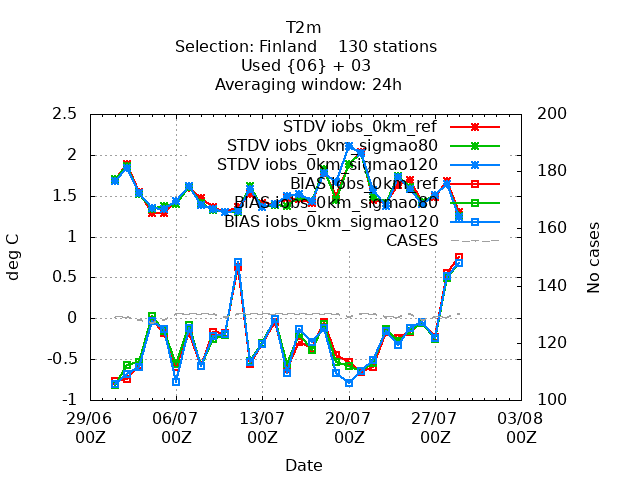 T2m
Selection: Finland    130 stations
Used {06} + 03
Averaging window: 24h
2.5
2
1.5
1
0.5
0
-0.5
-1
deg C
200
180
160
140
120
100
No cases
STDV iobs_0km_ref
STDV iobs_0km_sigmao80
STDV iobs_0km_sigmao120
BIAS iobs_0km_ref
BIAS iobs_0km_sigmao80
BIAS iobs_0km_sigmao120
CASES
29/06 06/07 13/07 20/07 27/07 03/08
00Z 00Z 00Z 00Z 00Z 00Z
Date